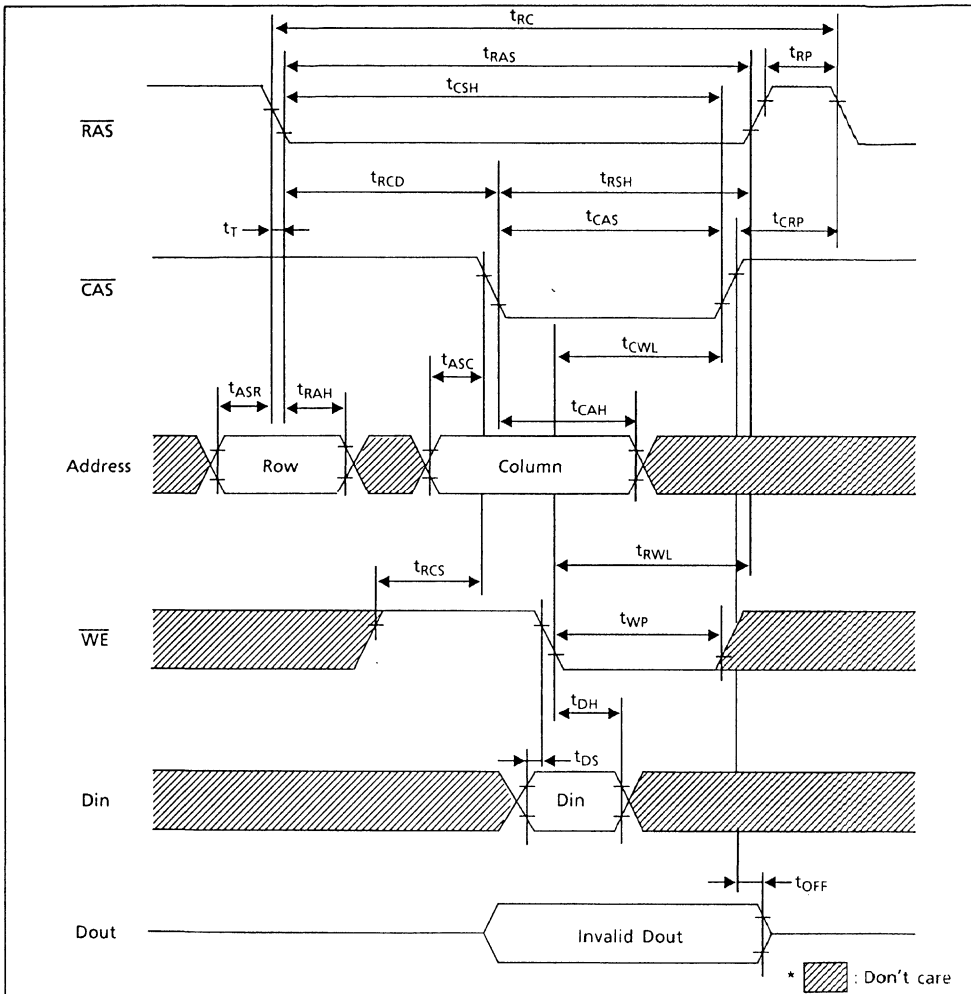 tRC
tRAS
tRP
tCSH
RAS
tRCD
tRSH
tT
tCAS
tCRP
CAS
tCWL
tASC
tASR
tRAH
tCAH
Address
Row
Column
tRWL
tRCS
WE
tWP
tDH
tDS
Din
Din
tOFF
Dout
Invalid Dout
* : Don't care